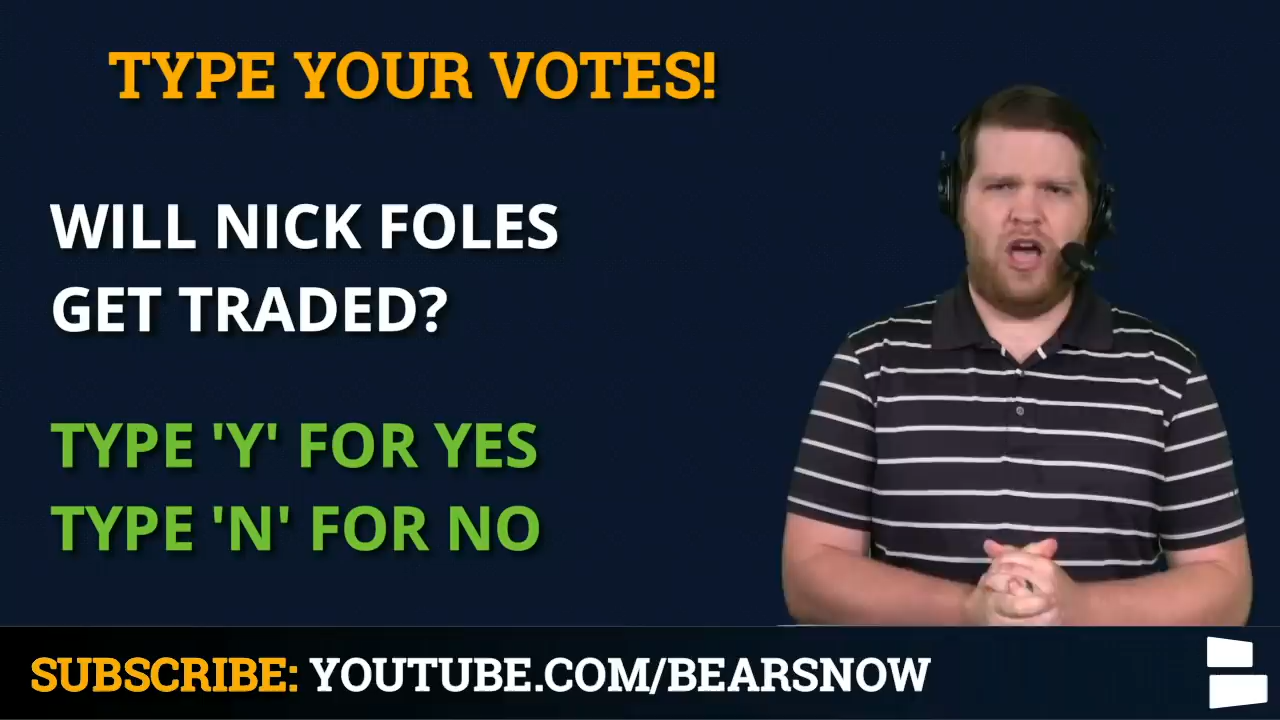 TYPE YOUR VOTES!
WILL NICK FOLES
GET TRADED?
TYPE 'Y' FOR YES
TYPE 'N' FOR NO
SUBSCRIBE: YOUTUBE.COM/BEARSNOW